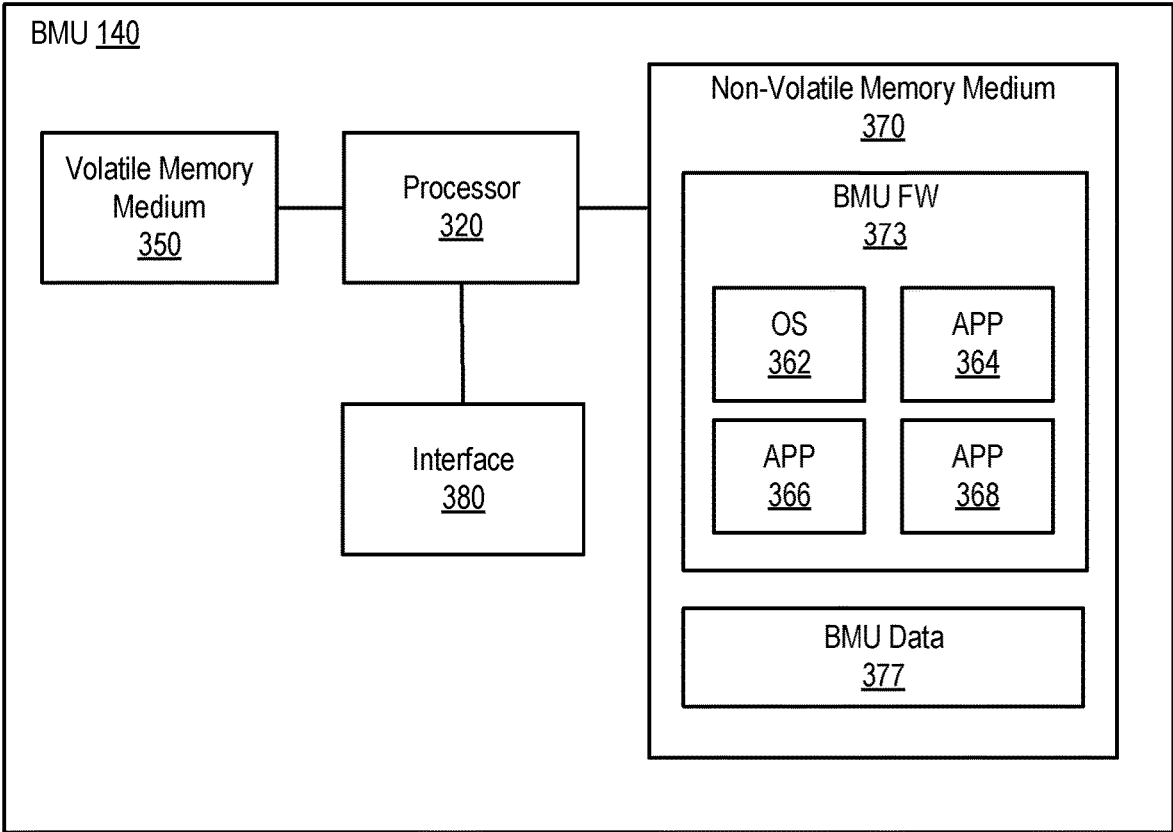 BMU 140
Volatile Memory
Medium
350
Processor
320
Interface
380
Non-Volatile Memory Medium
370
BMU FW
373
OS
362
APP
364
APP
366
APP
368
BMU Data
377